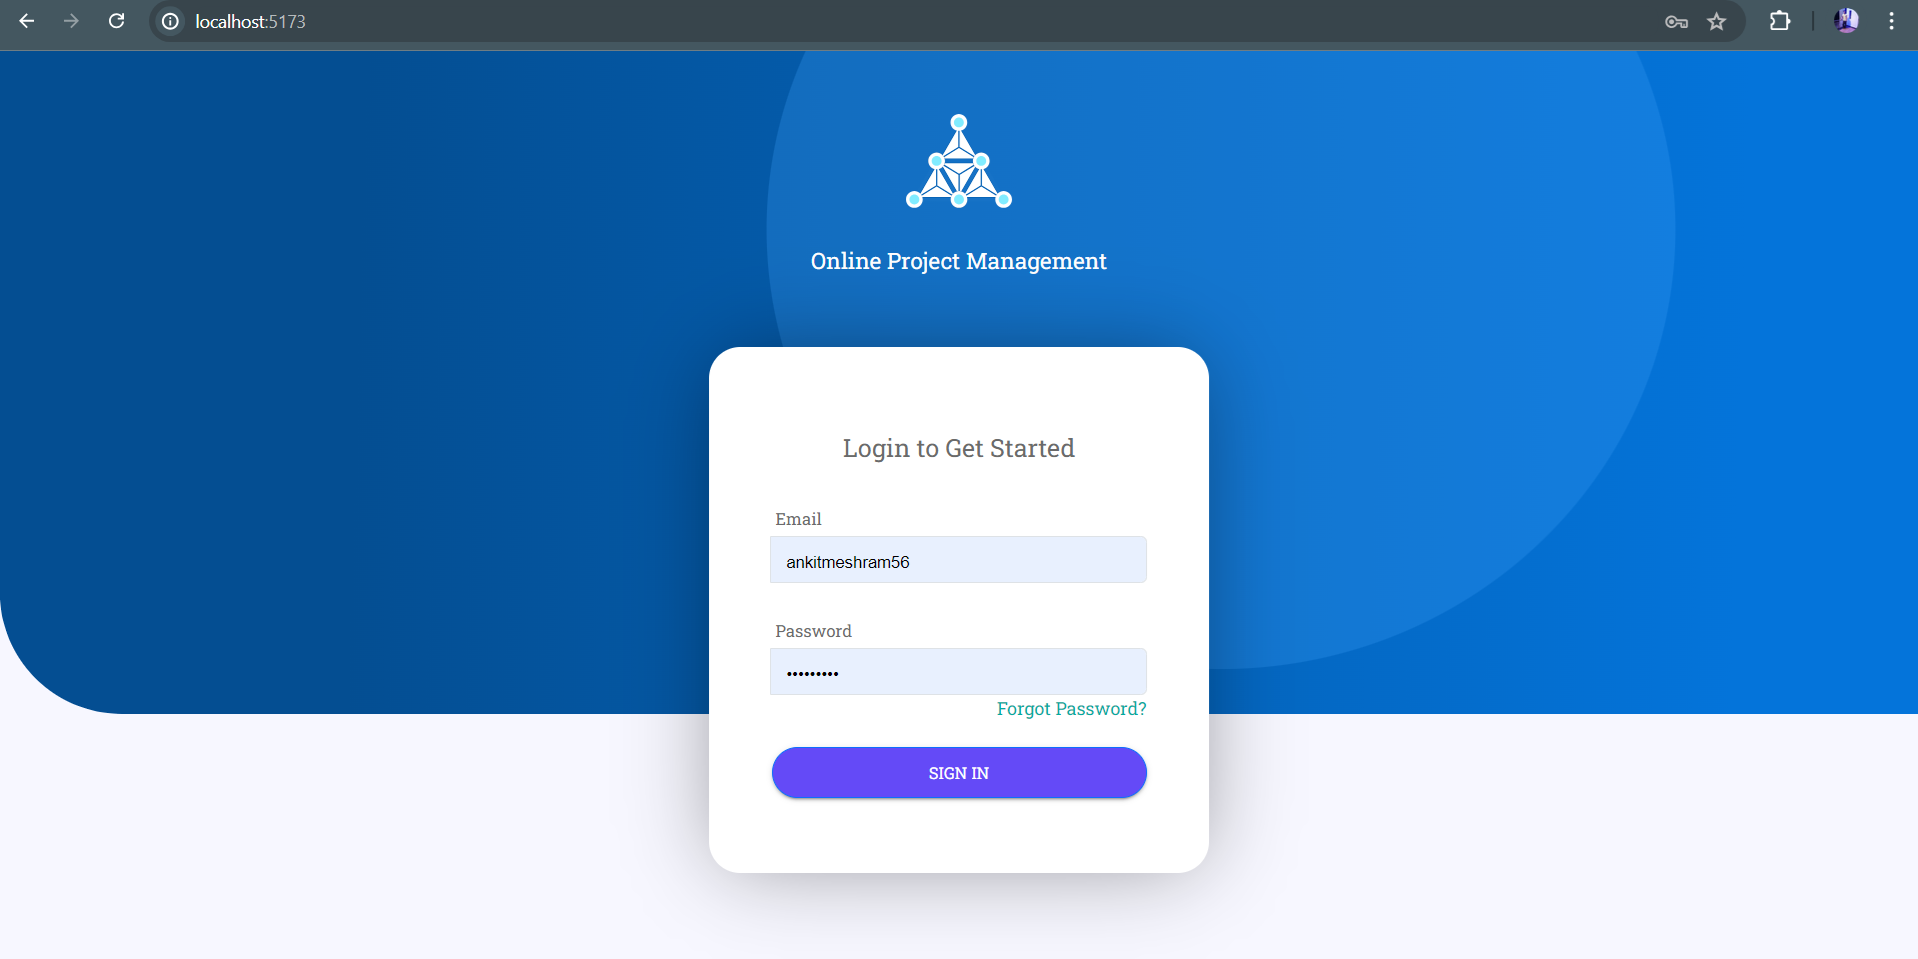 localhost:5173
Online Project Management
Login to Get Started
Email
ankitmeshram56
Password
•••••••••
Forgot Password?
SIGN IN